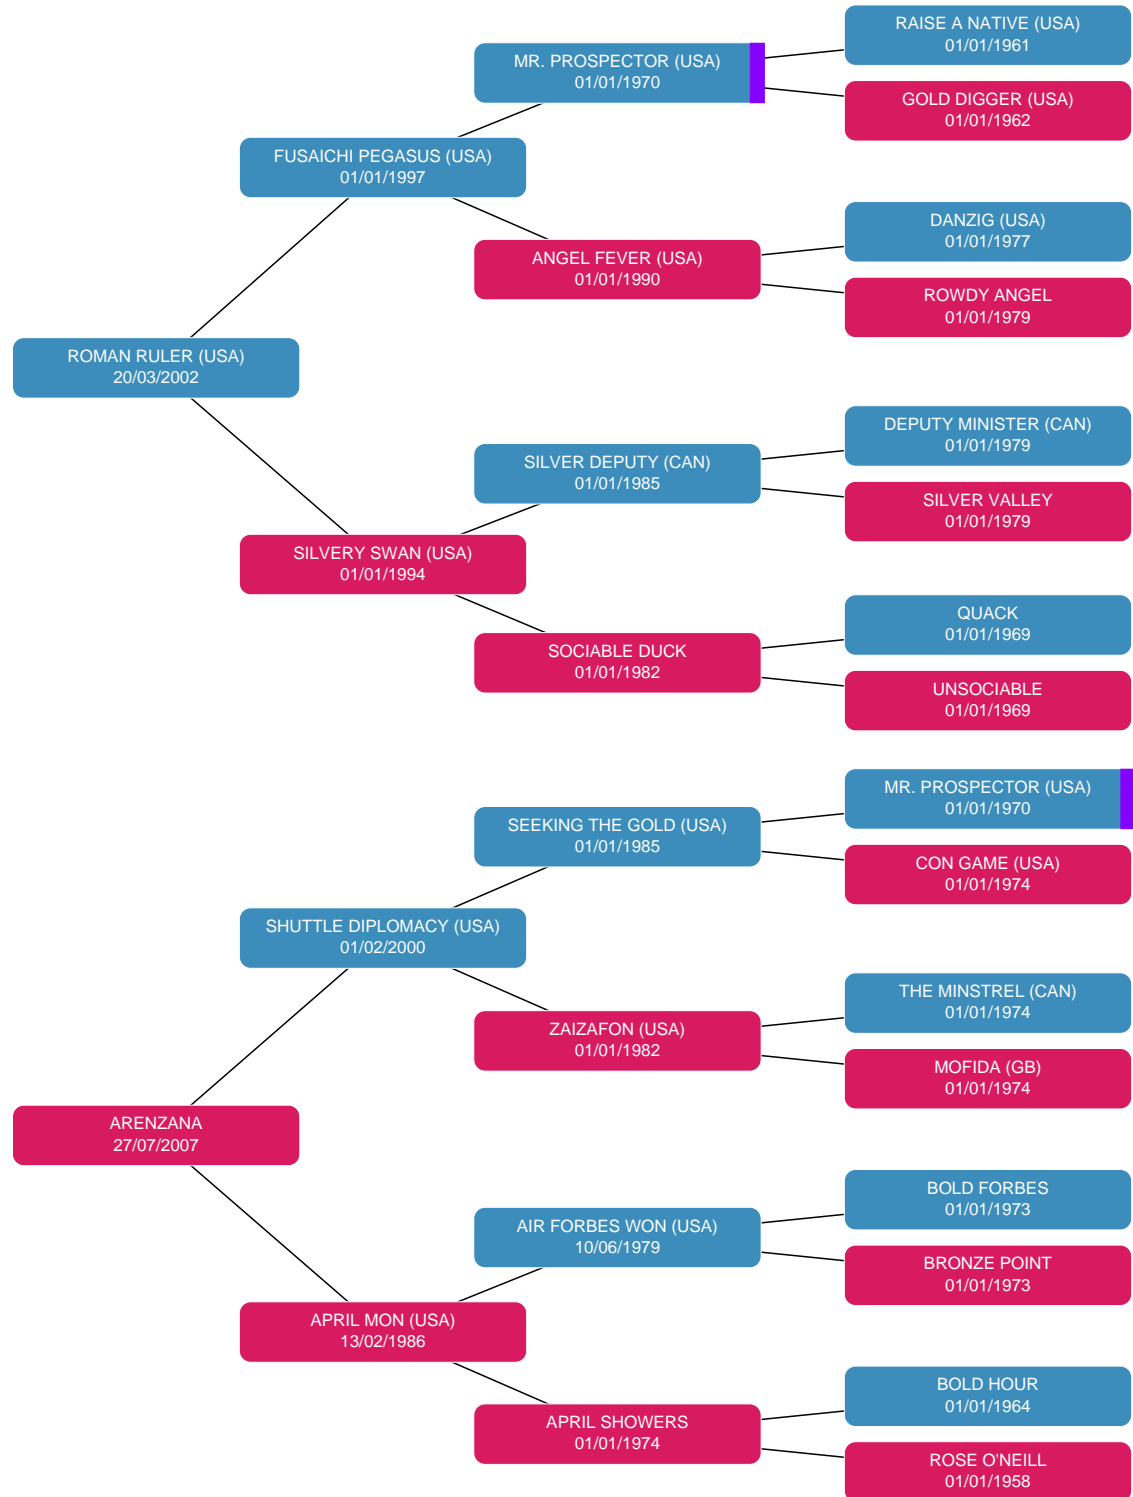 RAISE A NATIVE (USA)
01/01/1961
MR. PROSPECTOR (USA)
01/01/1970
GOLD DIGGER (USA)
01/01/1962
FUSAICHI PEGASUS (USA)
01/01/1997
DANZIG (USA)
01/01/1977
ANGEL FEVER (USA)
01/01/1990
ROWDY ANGEL
01/01/1979
ROMAN RULER (USA)
20/03/2002
DEPUTY MINISTER (CAN)
01/01/1979
SILVER DEPUTY (CAN)
01/01/1985
SILVER VALLEY
01/01/1979
SILVERY SWAN (USA)
01/01/1994
QUACK
01/01/1969
SOCIABLE DUCK
01/01/1982
UNSOCIABLE
01/01/1969
MR. PROSPECTOR (USA)
01/01/1970
SEEKING THE GOLD (USA)
01/01/1985
CON GAME (USA)
01/01/1974
SHUTTLE DIPLOMACY (USA)
01/02/2000
THE MINSTREL (CAN)
01/01/1974
ZAIZAFON (USA)
01/01/1982
MOFIDA (GB)
01/01/1974
ARENZANA
27/07/2007
BOLD FORBES
01/01/1973
AIR FORBES WON (USA)
10/06/1979
BRONZE POINT
01/01/1973
APRIL MON (USA)
13/02/1986
BOLD HOUR
01/01/1964
APRIL SHOWERS
01/01/1974
ROSE O'NEILL
01/01/1958